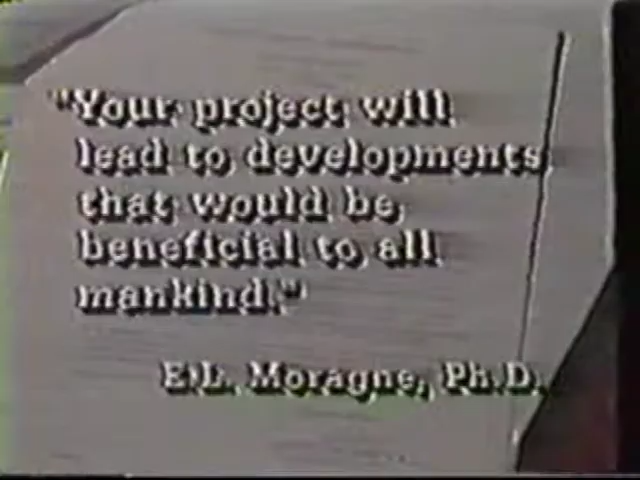 "Your project will
lead to developments
that would be
beneficial to all
mankind."
E.L. Moragne, Ph.D.